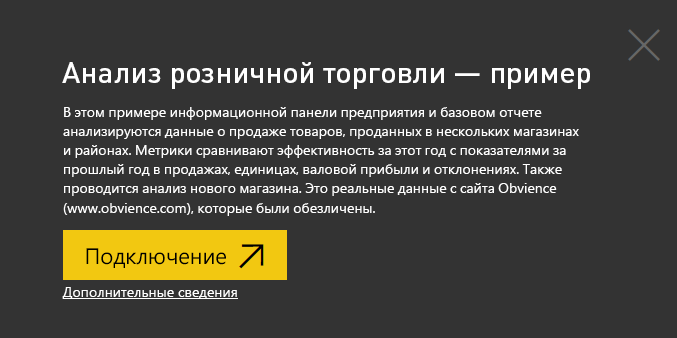 Анализ розничной торговли — пример
В этом примере информационной панели предприятия и базовом отчете
анализируются данные о продаже товаров, проданных в нескольких магазинах
и районах. Метрики сравнивают эффективность за этот год с показателями за
прошлый год в продажах, единицах, валовой прибыли и отклонениях. Также
проводится анализ нового магазина. Это реальные данные с сайта Obvience
(www.obvience.com), которые были обезличены.
Подключение
Дополнительные сведения